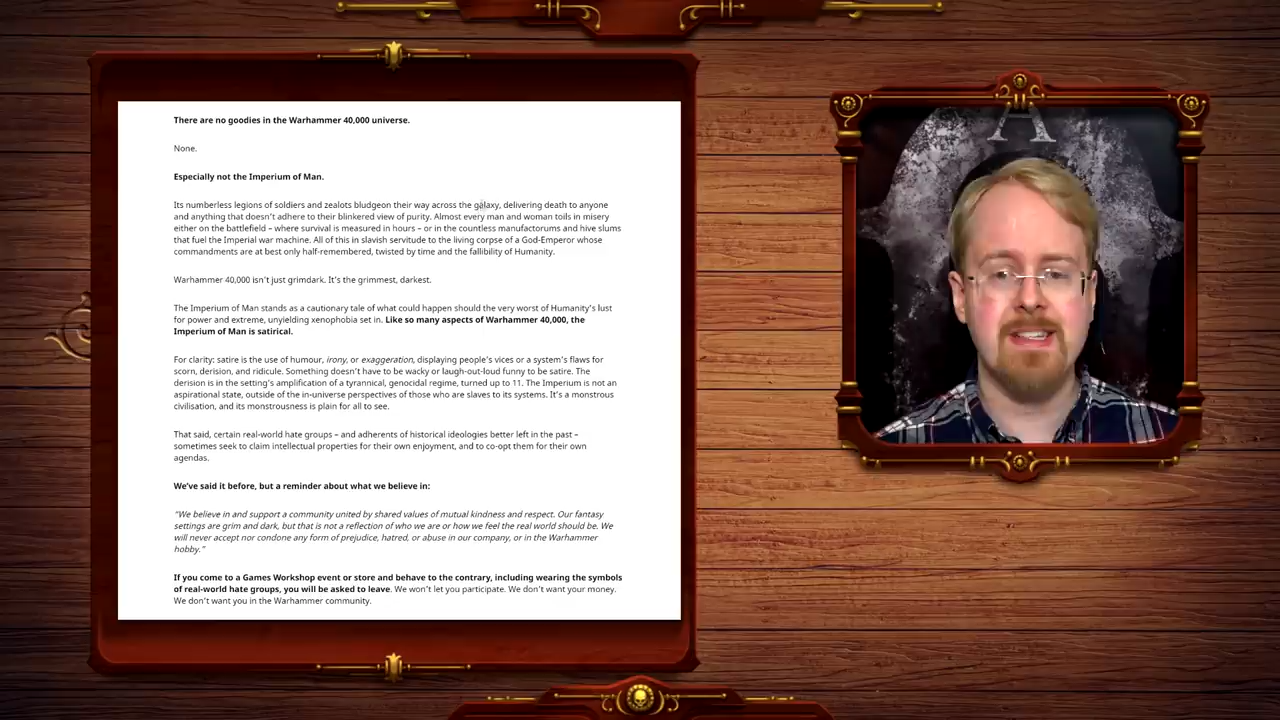 There are no goodies in the Warhammer 40,000 universe.
None.
Especially not the Imperium of Man.
Its numberless legions of soldiers and zealots bludgeon their way across the galaxy, delivering death to anyone
and anything that doesn't adhere to their blinkered view of purity. Almost every man and woman toils in misery
either on the battlefield – where survival is measured in hours – or in the countless manufactorums and hive slums
that fuel the Imperial war machine. All of this in slavish servitude to the living corpse of a God-Emperor whose
commandments are at best only half-remembered, twisted by time and the fallibility of Humanity.
Warhammer 40,000 isn't just grimdark. It's the grimmest, darkest.
The Imperium of Man stands as a cautionary tale of what could happen should the very worst of Humanity's lust
for power and extreme, unyielding xenophobia set in. Like so many aspects of Warhammer 40,000, the
Imperium of Man is satirical.
For clarity: satire is the use of humour, irony, or exaggeration, displaying people's vices or a system's flaws for
scorn, derision, and ridicule. Something doesn't have to be wacky or laugh-out-loud funny to be satire. The
derision is in the setting's amplification of a tyrannical, genocidal regime, turned up to 11. The Imperium is not an
aspirational state, outside of the in-universe perspectives of those who are slaves to its systems. It's a monstrous
civilisation, and its monstrousness is plain for all to see.
That said, certain real-world hate groups – and adherents of historical ideologies better left in the past –
sometimes seek to claim intellectual properties for their own enjoyment, and to co-opt them for their own
agendas.
We've said it before, but a reminder about what we believe in:
"We believe in and support a community united by shared values of mutual kindness and respect. Our fantasy
settings are grim and dark, but that is not a reflection of who we are or how we feel the real world should be. We
will never accept nor condone any form of prejudice, hatred, or abuse in our company, or in the Warhammer
hobby."
If you come to a Games Workshop event or store and behave to the contrary, including wearing the symbols
of real-world hate groups, you will be asked to leave. We won't let you participate. We don't want your money.
We don't want you in the Warhammer community.
A